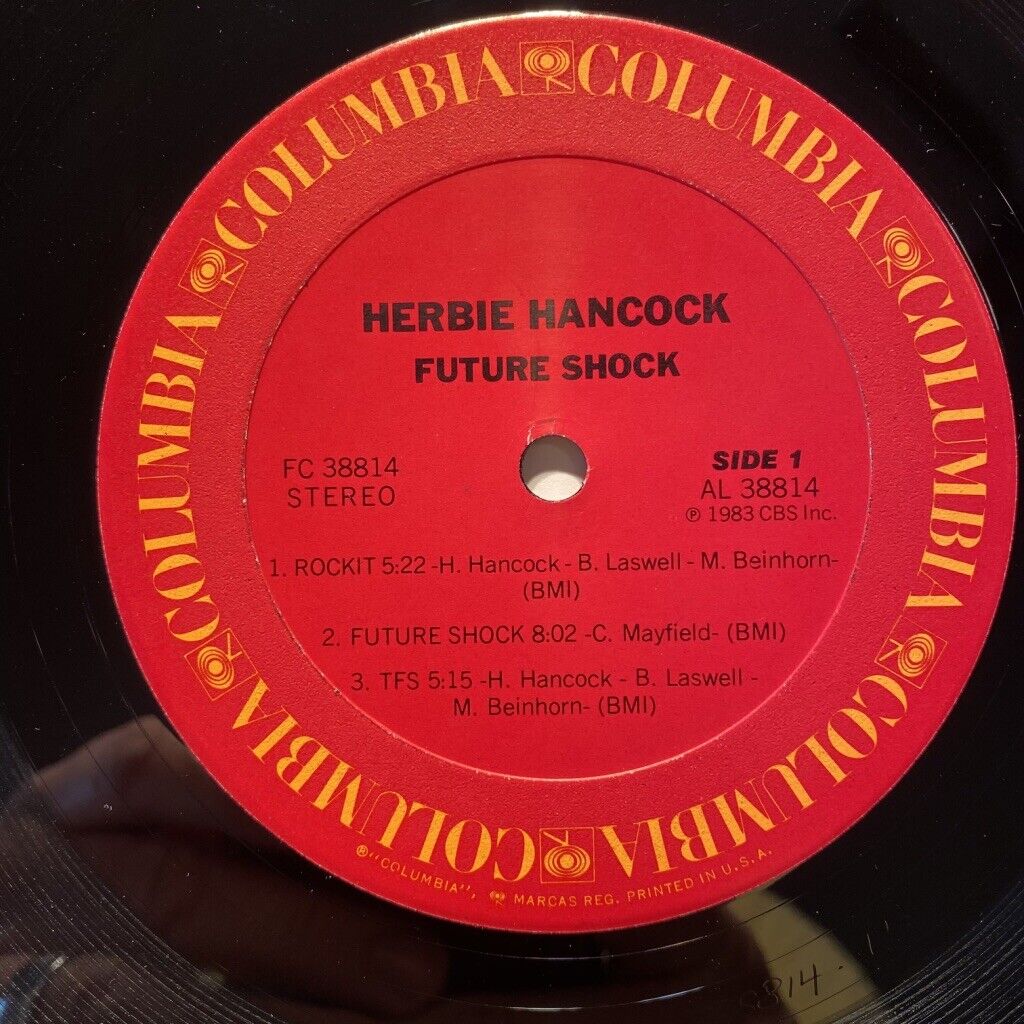 COLUMBIA COLUMBIA COLUMBIA COLUMBIA COLUMBIA COLUMBIA
HERBIE HANCOCK
FUTURE SHOCK
FC 38814
STEREO
SIDE 1
AL 38814
℗ 1983 CBS Inc.
1. ROCKIT 5:22 -H. Hancock - B. Laswell - M. Beinhorn-
(BMI)
2. FUTURE SHOCK 8:02 -C. Mayfield- (BMI)
3. TFS 5:15 -H. Hancock - B. Laswell -
M. Beinhorn- (BMI)
®"COLUMBIA", MARCAS REG. PRINTED IN U.S.A.